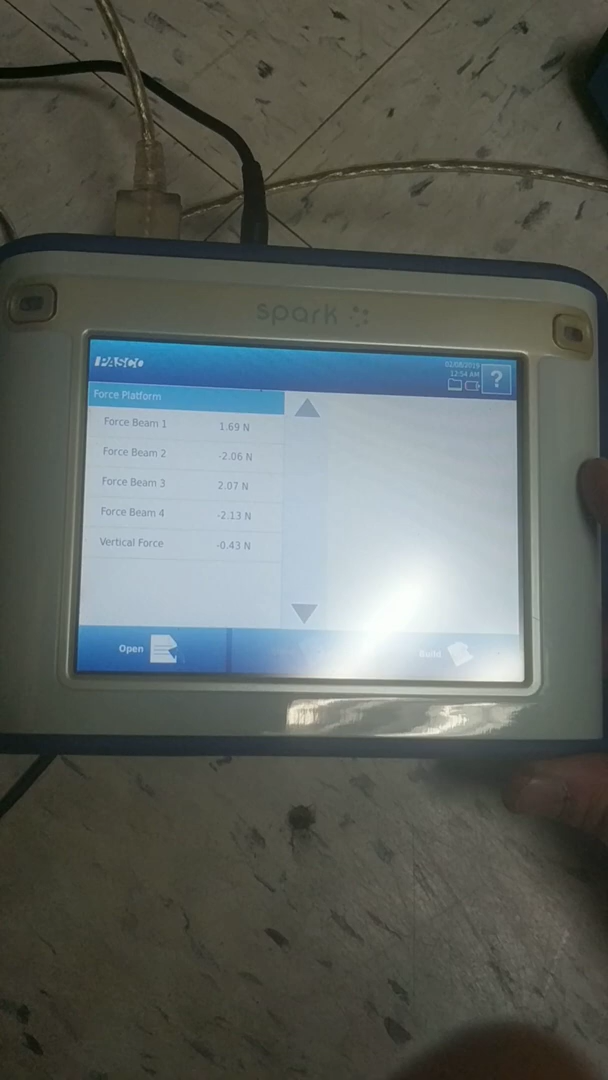 spark
PASCO
02/08/2015
12:54 AM
?
Force Platform
Force Beam 1 1.69 N
Force Beam 2 -2.06 N
Force Beam 3 2.07 N
Force Beam 4 -2.13 N
Vertical Force -0.43 N
Open
Build